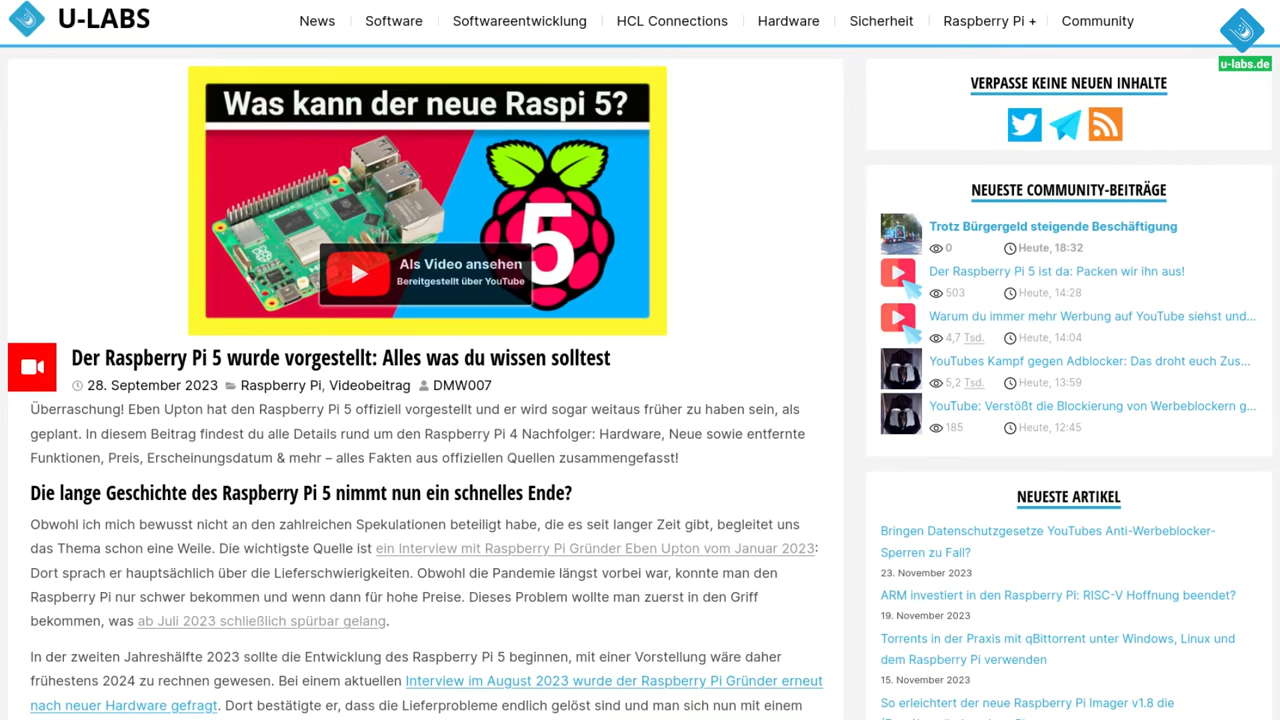 U-LABS
News
Software
Softwareentwicklung
HCL Connections
Hardware
Sicherheit
Raspberry Pi +
Community
u-labs.de
Was kann der neue Raspi 5?
5
Als Video ansehen
Bereitgestellt über YouTube
Der Raspberry Pi 5 wurde vorgestellt: Alles was du wissen solltest
28. September 2023 Raspberry Pi, Videobeitrag DMW007
Überraschung! Eben Upton hat den Raspberry Pi 5 offiziell vorgestellt und er wird sogar weitaus früher zu haben sein, als
geplant. In diesem Beitrag findest du alle Details rund um den Raspberry Pi 4 Nachfolger: Hardware, Neue sowie entfernte
Funktionen, Preis, Erscheinungsdatum & mehr – alles Fakten aus offiziellen Quellen zusammengefasst!
Die lange Geschichte des Raspberry Pi 5 nimmt nun ein schnelles Ende?
Obwohl ich mich bewusst nicht an den zahlreichen Spekulationen beteiligt habe, die es seit langer Zeit gibt, begleitet uns
das Thema schon eine Weile. Die wichtigste Quelle ist ein Interview mit Raspberry Pi Gründer Eben Upton vom Januar 2023:
Dort sprach er hauptsächlich über die Lieferschwierigkeiten. Obwohl die Pandemie längst vorbei war, konnte man den
Raspberry Pi nur schwer bekommen und wenn dann für hohe Preise. Dieses Problem wollte man zuerst in den Griff
bekommen, was ab Juli 2023 schließlich spürbar gelang.
In der zweiten Jahreshälfte 2023 sollte die Entwicklung des Raspberry Pi 5 beginnen, mit einer Vorstellung wäre daher
frühestens 2024 zu rechnen gewesen. Bei einem aktuellen Interview im August 2023 wurde der Raspberry Pi Gründer erneut
nach neuer Hardware gefragt. Dort bestätigte er, dass die Lieferprobleme endlich gelöst sind und man sich nun mit einem
VERPASSE KEINE NEUEN INHALTE
NEUESTE COMMUNITY-BEITRÄGE
Trotz Bürgergeld steigende Beschäftigung
0 Heute, 18:32
Der Raspberry Pi 5 ist da: Packen wir ihn aus!
503 Heute, 14:28
Warum du immer mehr Werbung auf YouTube siehst und...
4,7 Tsd. Heute, 14:04
YouTubes Kampf gegen Adblocker: Das droht euch Zus...
5,2 Tsd. Heute, 13:59
YouTube: Verstößt die Blockierung von Werbeblockern g...
185 Heute, 12:45
NEUESTE ARTIKEL
Bringen Datenschutzgesetze YouTubes Anti-Werbeblocker-
Sperren zu Fall?
23. November 2023
ARM investiert in den Raspberry Pi: RISC-V Hoffnung beendet?
19. November 2023
Torrents in der Praxis mit qBittorrent unter Windows, Linux und
dem Raspberry Pi verwenden
15. November 2023
So erleichtert der neue Raspberry Pi Imager v1.8 die